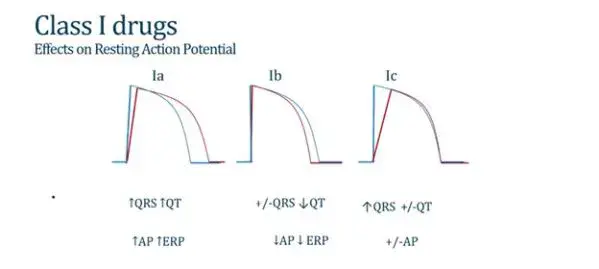 Class I drugs
Effects on Resting Action Potential
Ia Ib Ic
↑QRS ↑QT +/-QRS ↓QT ↑QRS +/-QT
↑AP ↑ERP ↓AP ↓ ERP +/-AP